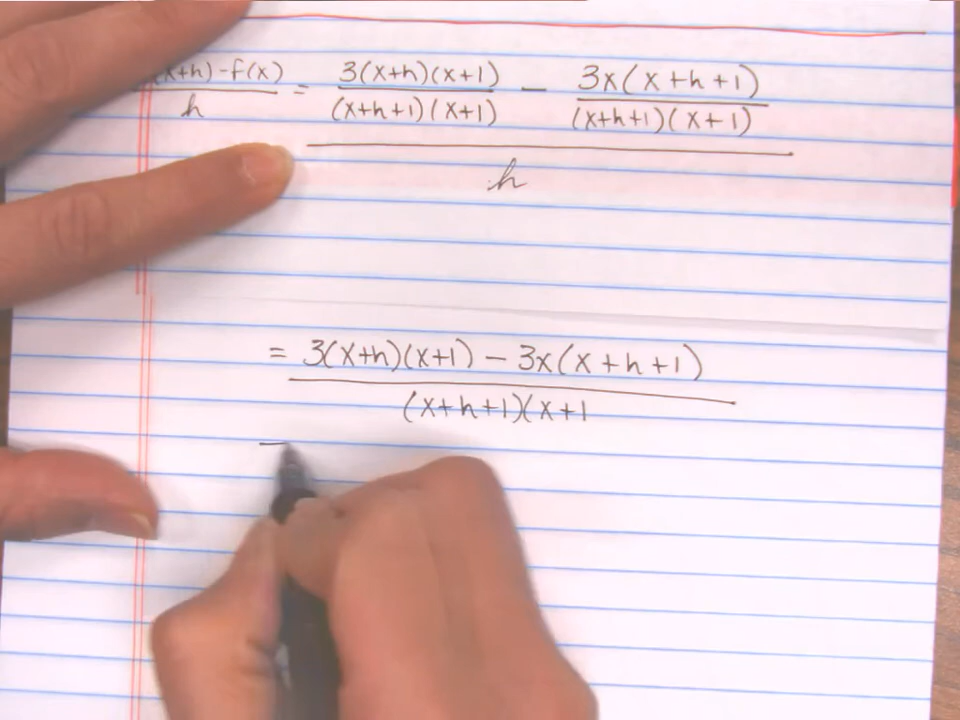 (x+h) - f(x) / h = 3(x+h)(x+1) / (x+h+1)(x+1) - 3x(x+h+1) / (x+h+1)(x+1)
h
= 3(x+h)(x+1) - 3x(x+h+1)
(x+h+1)(x+1